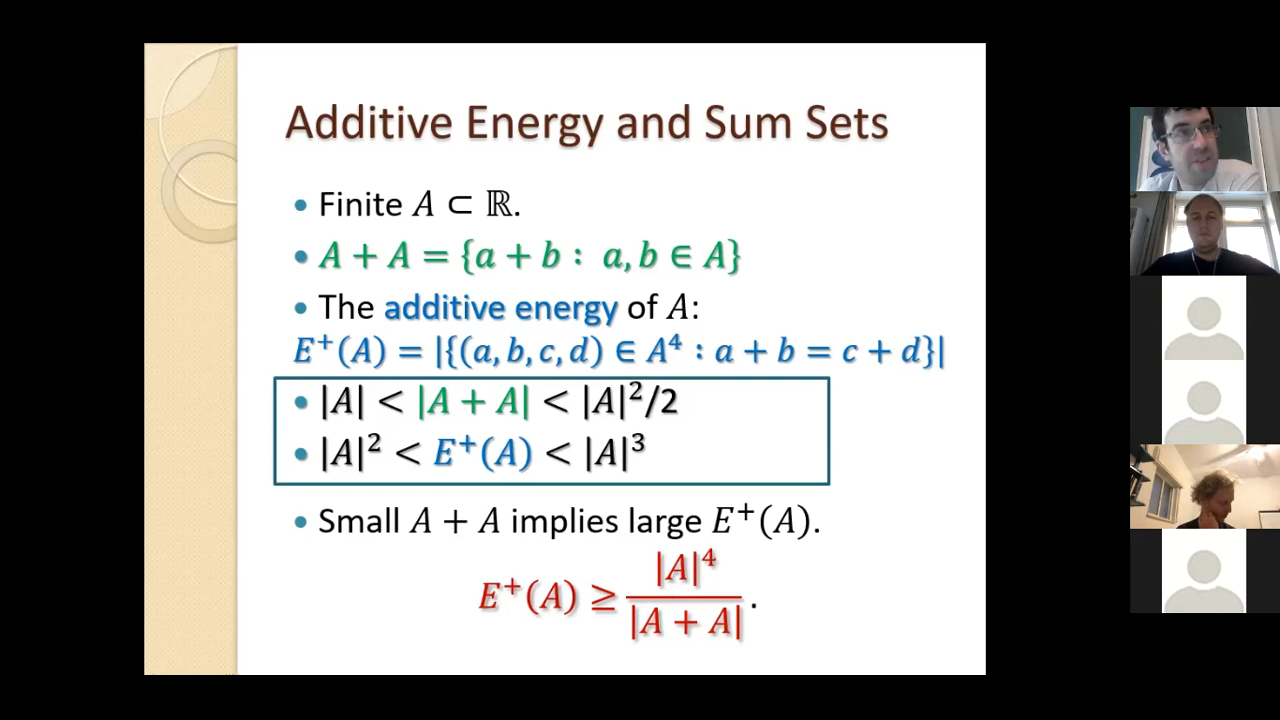 Additive Energy and Sum Sets
• Finite A ⊂ ℝ.
• A + A = {a + b : a, b ∈ A}
• The additive energy of A:
E⁺(A) = |{(a, b, c, d) ∈ A⁴ : a + b = c + d}|
• |A| < |A + A| < |A|²/2
• |A|² < E⁺(A) < |A|³
• Small A + A implies large E⁺(A).
E⁺(A) ≥ |A|⁴ / |A + A| .